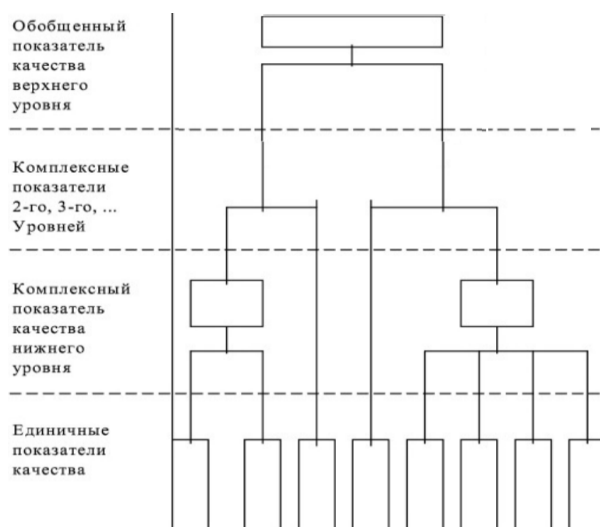 Обобщенный
показатель
качества
верхнего
уровня
Комплексные
показатели
2-го, 3-го, ...
Уровней
Комплексный
показатель
качества
нижнего
уровня
Единичные
показатели
качества